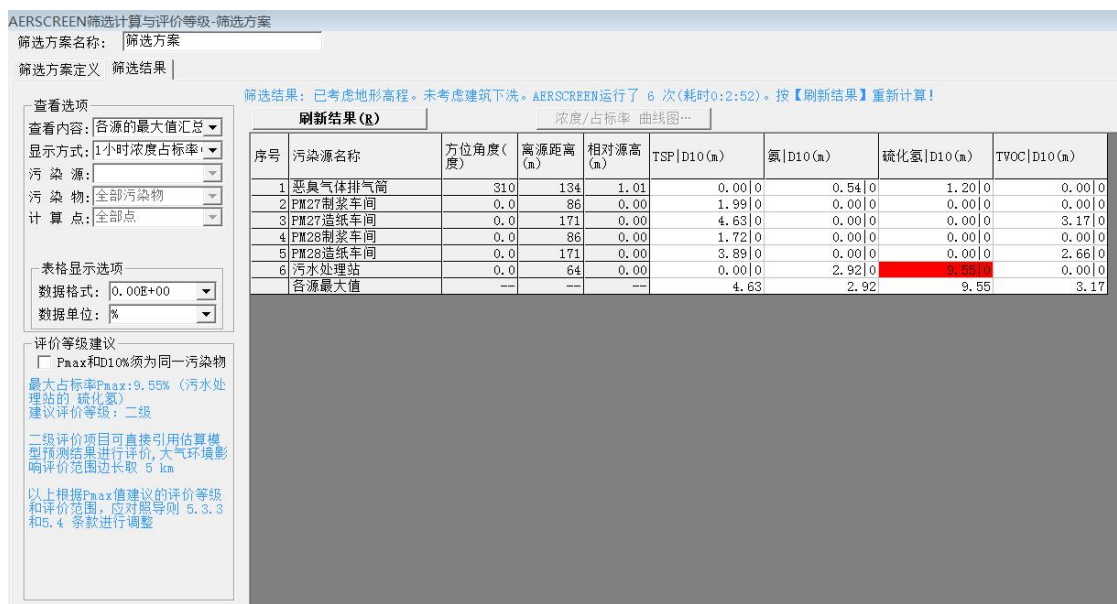 AERSCREEN筛选计算与评价等级-筛选方案
筛选方案名称: 筛选方案
筛选方案定义 筛选结果
筛选结果: 已考虑地形高程。未考虑建筑下洗。AERSCREEN运行了 6 次(耗时0:2:52)。按【刷新结果】重新计算!
查看选项
查看内容: 各源的最大值汇总
显示方式: 1小时浓度占标率
污 染 源:
污 染 物: 全部污染物
计 算 点: 全部点
表格显示选项
数据格式: 0.00E+00
数据单位: %
评价等级建议
Pmax和D10%须为同一污染物
最大占标率Pmax:9.55% (污水处
理站的 硫化氢)
建议评价等级: 二级
二级评价项目可直接引用估算模
型预测结果进行评价,大气环境影
响评价范围边长取 5 km
以上根据Pmax值建议的评价等级
和评价范围, 应对照导则 5.3.3
和5.4 条款进行调整
刷新结果(R) 浓度/占标率 曲线图…
序号 污染源名称 方位角度(度) 离源距离(m) 相对源高(m) TSP|D10(m) 氨|D10(m) 硫化氢|D10(m) TVOC|D10(m)
1 恶臭气体排气筒 310 134 1.01 0.00|0 0.54|0 1.20|0 0.00|0
2 PM27制浆车间 0.0 86 0.00 1.99|0 0.00|0 0.00|0 0.00|0
3 PM27造纸车间 0.0 171 0.00 4.63|0 0.00|0 0.00|0 3.17|0
4 PM28制浆车间 0.0 86 0.00 1.72|0 0.00|0 0.00|0 0.00|0
5 PM28造纸车间 0.0 171 0.00 3.89|0 0.00|0 0.00|0 2.66|0
6 污水处理站 0.0 64 0.00 0.00|0 2.92|0 9.55|0 0.00|0
各源最大值 -- -- -- 4.63 2.92 9.55 3.17